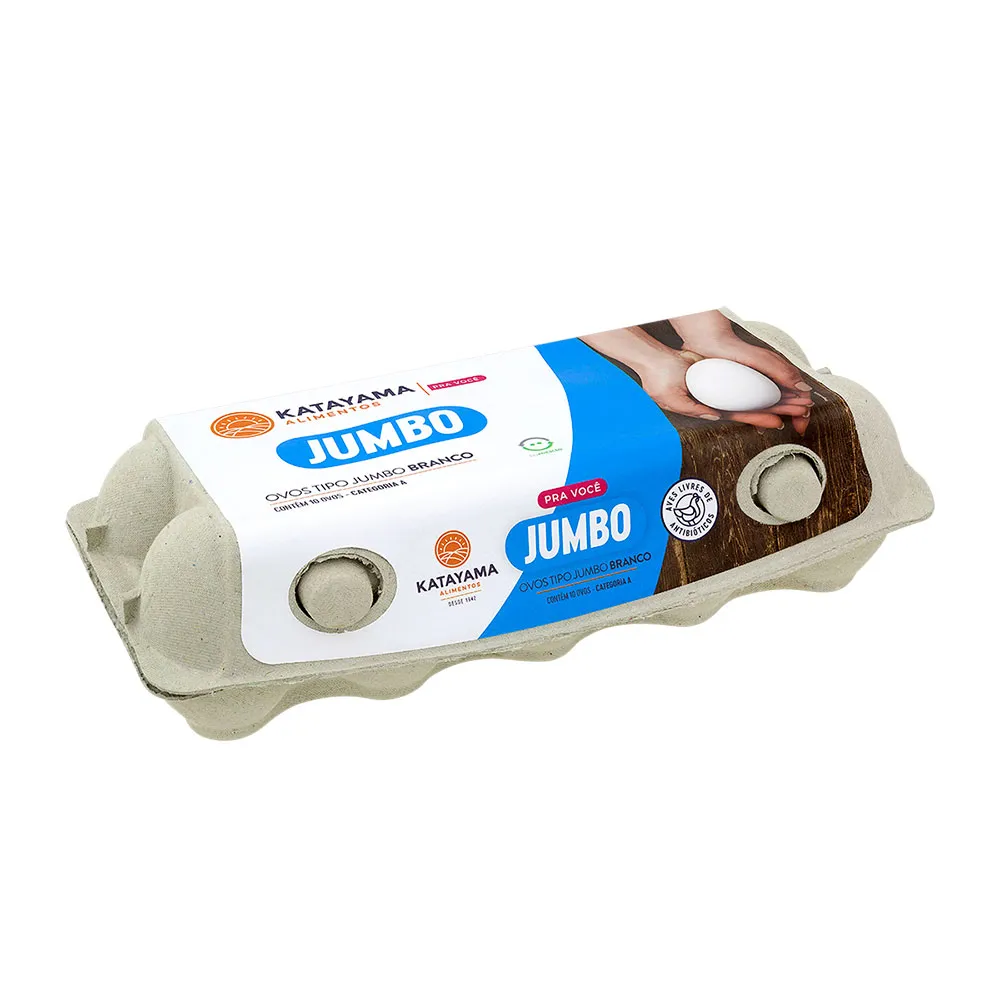 KATAYAMA
ALIMENTOS
PRA VOCÊ
JUMBO
OVOS TIPO JUMBO BRANCO
CONTÉM 10 OVOS - CATEGORIA A
KATAYAMA
ALIMENTOS
DESDE 1942
PRA VOCÊ
JUMBO
OVOS TIPO JUMBO BRANCO
CONTÉM 10 OVOS - CATEGORIA A
AVES LIVRES DE
ANTIBIÓTICOS